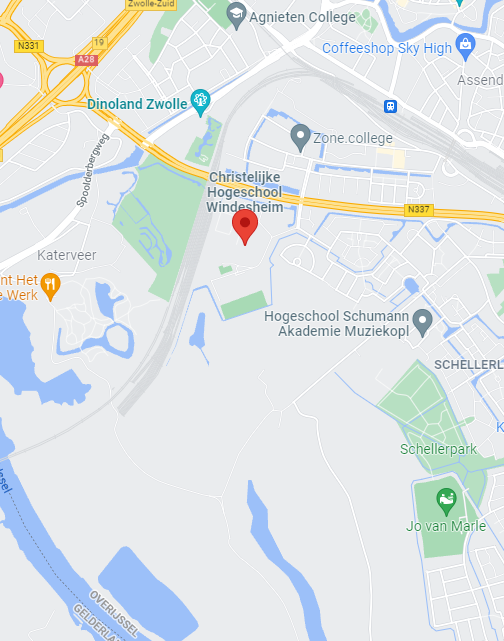 Zwolle-Zuid
Agnieten College
N331
19
A28
Coffeeshop Sky High
Assend
Dinoland Zwolle
Zone.college
Spoolderbergweg
Christelijke
Hogeschool
Windesheim
N337
Katerveer
nt Het
e Werk
Hogeschool Schumann
Akademie Muziekopl
SCHELLERL
Schellerpark
K
Jo van Marle
ssel
OVERIJSSEL
GELDERLA